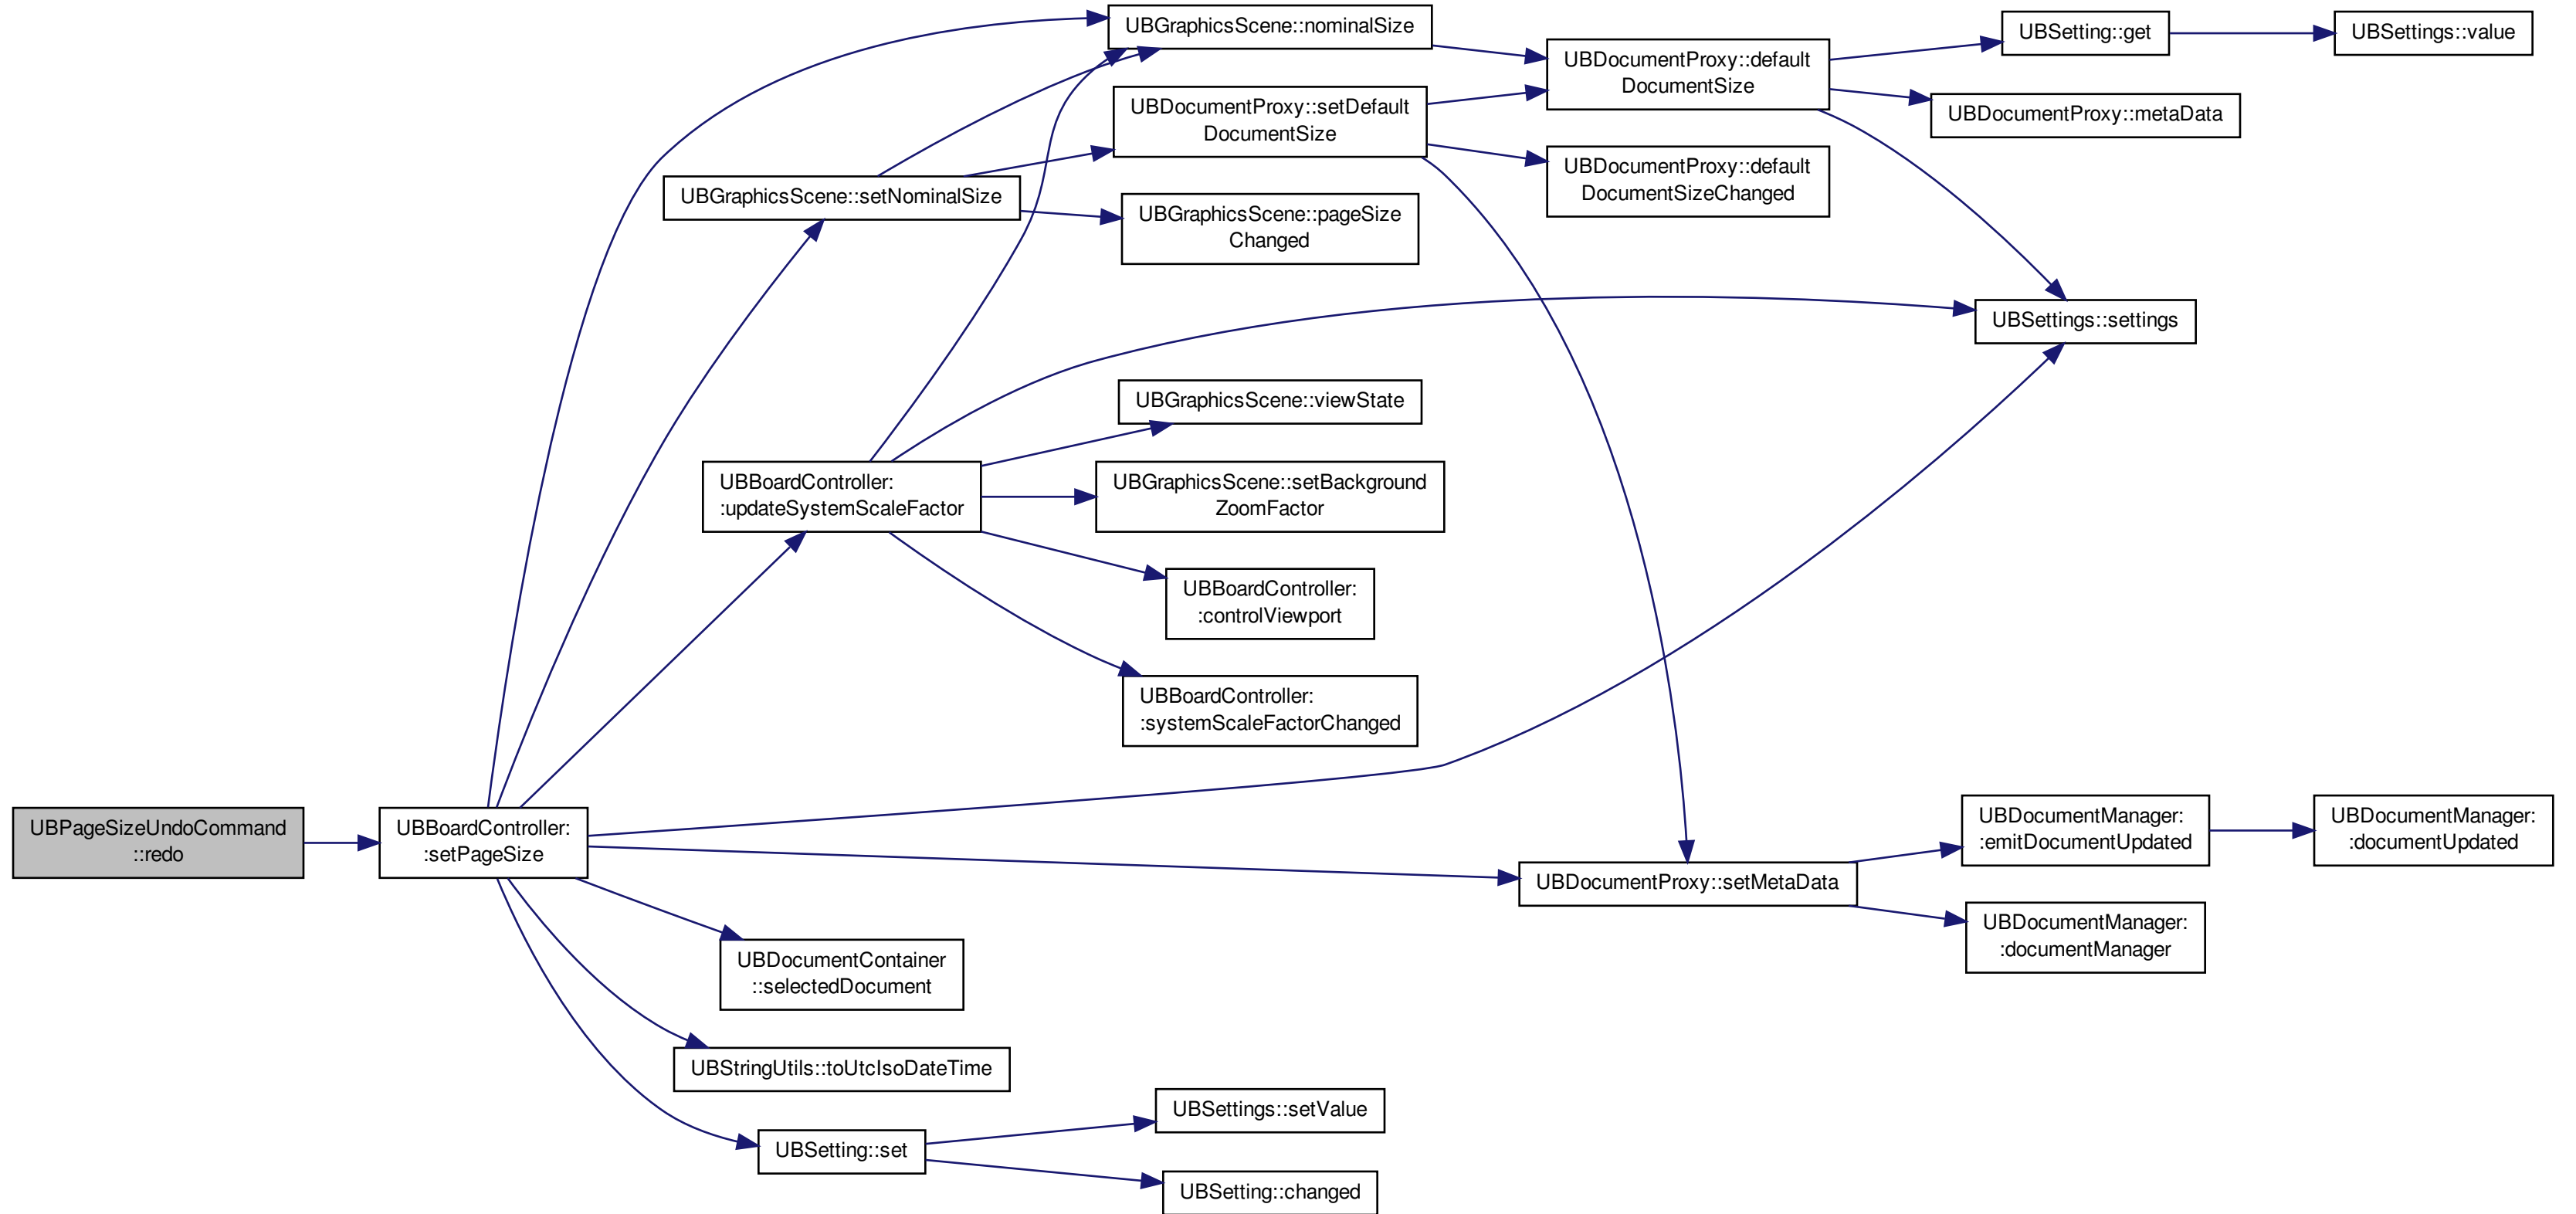 UBGraphicsScene::nominalSize
UBSetting::get
UBSettings::value
UBDocumentProxy::default
DocumentSize
UBDocumentProxy::setDefault
DocumentSize
UBDocumentProxy::metaData
UBDocumentProxy::default
DocumentSizeChanged
UBGraphicsScene::setNominalSize
UBGraphicsScene::pageSize
Changed
UBSettings::settings
UBGraphicsScene::viewState
UBBoardController:
:updateSystemScaleFactor
UBGraphicsScene::setBackground
ZoomFactor
UBBoardController:
:controlViewport
UBBoardController:
:systemScaleFactorChanged
UBPageSizeUndoCommand
::redo
UBBoardController:
:setPageSize
UBDocumentManager:
:emitDocumentUpdated
UBDocumentManager:
:documentUpdated
UBDocumentProxy::setMetaData
UBDocumentManager:
:documentManager
UBDocumentContainer
::selectedDocument
UBStringUtils::toUtcIsoDateTime
UBSettings::setValue
UBSetting::set
UBSetting::changed